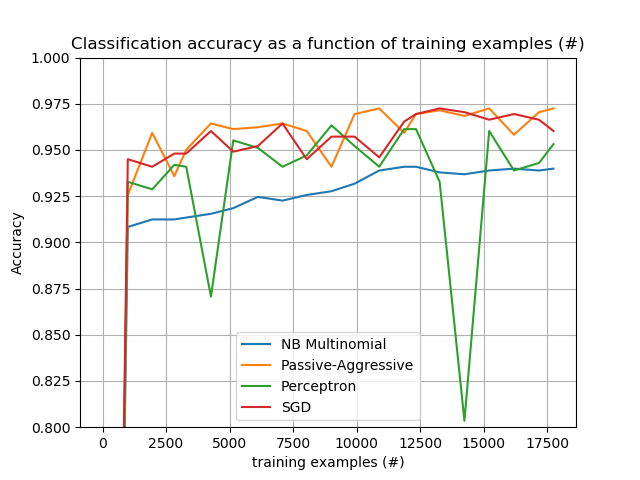 Classification accuracy as a function of training examples (#)
1.000
0.975
0.950
0.925
0.900
0.875
0.850
0.825
0.800
Accuracy
NB Multinomial
Passive-Aggressive
Perceptron
SGD
0 2500 5000 7500 10000 12500 15000 17500
training examples (#)